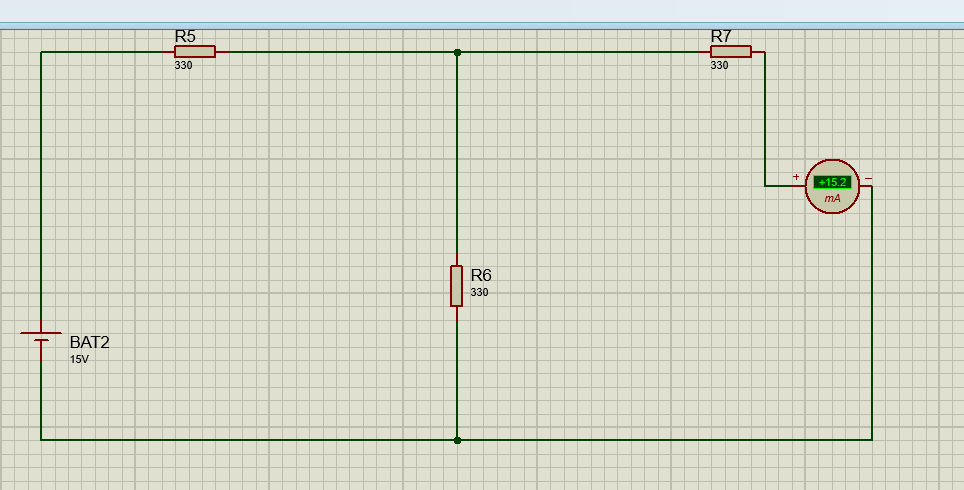 R5
330
R7
330
+ +15.2 –
mA
R6
330
BAT2
15V